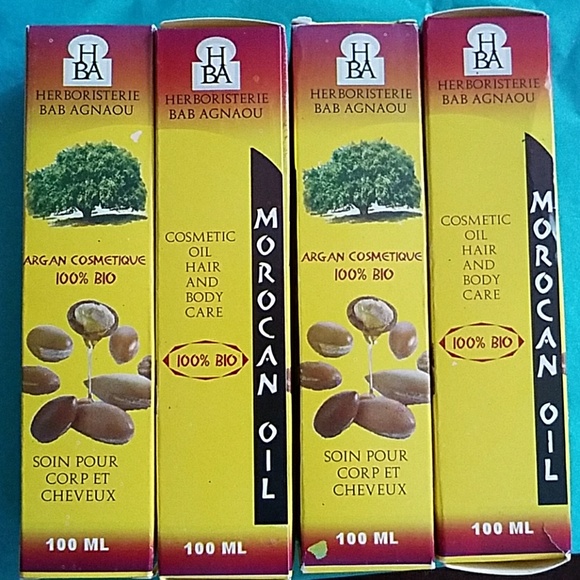 HBA
HERBORISTERIE
BAB AGNAOU
ARGAN COSMETIQUE
100% BIO
SOIN POUR
CORP ET
CHEVEUX
100 ML
HBA
HERBORISTERIE
BAB AGNAOU
COSMETIC
OIL
HAIR
AND
BODY
CARE
100% BIO
MOROCAN OIL
100 ML
HBA
HERBORISTERIE
BAB AGNAOU
ARGAN COSMETIQUE
100% BIO
SOIN POUR
CORP ET
CHEVEUX
100 ML
HBA
HERBORISTERIE
BAB AGNAOU
COSMETIC
OIL
HAIR
AND
BODY
CARE
100% BIO
MOROCAN OIL
100 ML